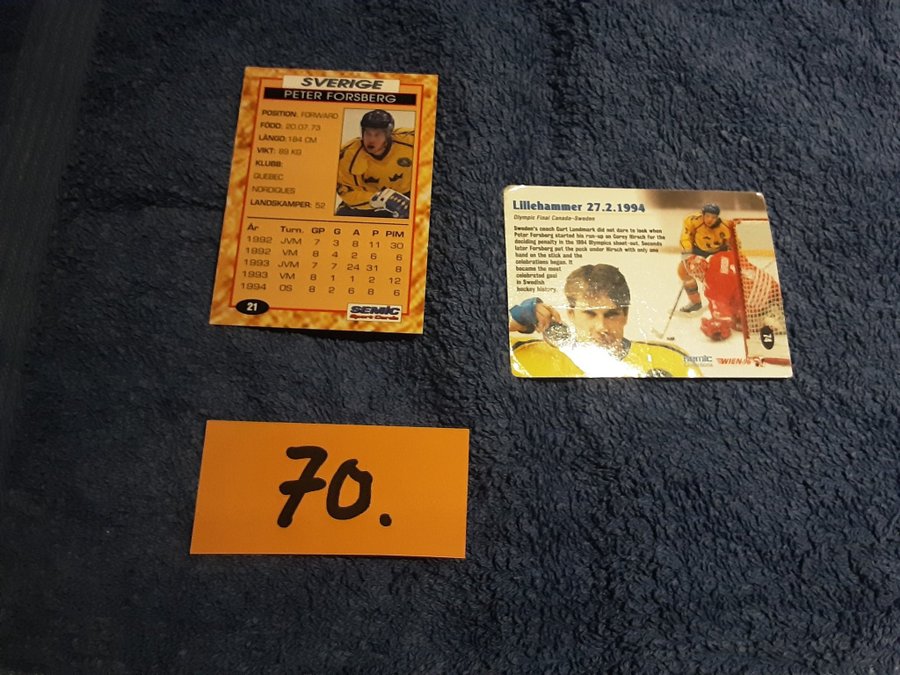 SVERIGE
PETER FORSBERG
POSITION: FORWARD
FÖDD: 20.07.73
LÄNGD: 184 CM
VIKT: 89 KG
KLUBB:
QUEBEC
NORDIQUES
LANDSKAMPER: 52
År Turn. GP G A P PIM
1992 JVM 7 3 8 11 30
1992 VM 8 4 2 6 6
1993 JVM 7 7 24 31 8
1993 VM 8 1 1 2 12
1994 OS 8 2 6 8 6
21
SEMIC
Sport Cards
Lillehammer 27.2.1994
Olympic Final Canada-Sweden
Sweden's coach Curt Lundmark did not dare to look when
Peter Forsberg started his run-up on Corey Hirsch for the
deciding penalty in the 1994 Olympics shoot-out. Seconds
later Forsberg put the puck under Hirsch with only one
hand on the stick and the
celebrations began. It
became the most
celebrated goal
in Swedish
hockey history.
semic
WIEN 96
70.